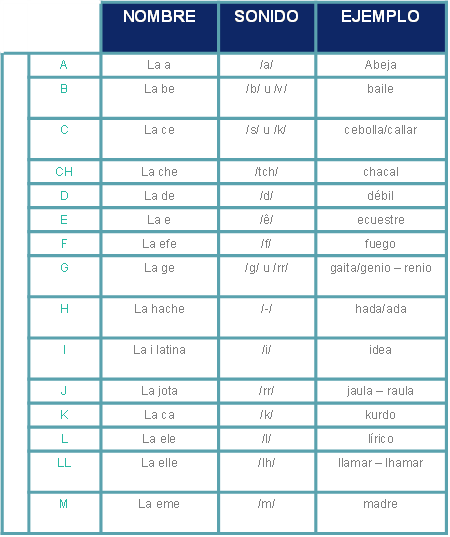 NOMBRE SONIDO EJEMPLO
A La a /a/ Abeja
B La be /b/ u /v/ baile
C La ce /s/ u /k/ cebolla/callar
CH La che /tch/ chacal
D La de /d/ débil
E La e /ê/ ecuestre
F La efe /f/ fuego
G La ge /g/ u /rr/ gaita/genio – renio
H La hache /-/ hada/ada
I La i latina /i/ idea
J La jota /rr/ jaula – raula
K La ca /k/ kurdo
L La ele /l/ lírico
LL La elle /lh/ llamar – lhamar
M La eme /m/ madre